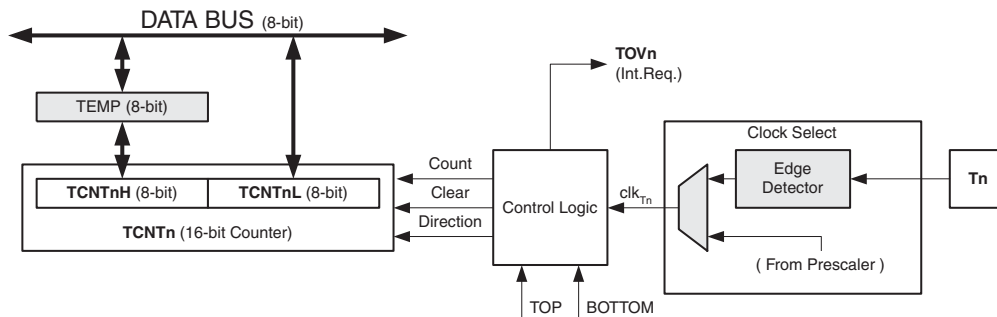 DATA BUS (8-bit)
TOVn
(Int.Req.)
TEMP (8-bit)
Clock Select
Count
Edge
Detector
TCNTnH (8-bit) TCNTnL (8-bit)
Clear
Control Logic
clkTn
Tn
Direction
TCNTn (16-bit Counter)
( From Prescaler )
TOP BOTTOM